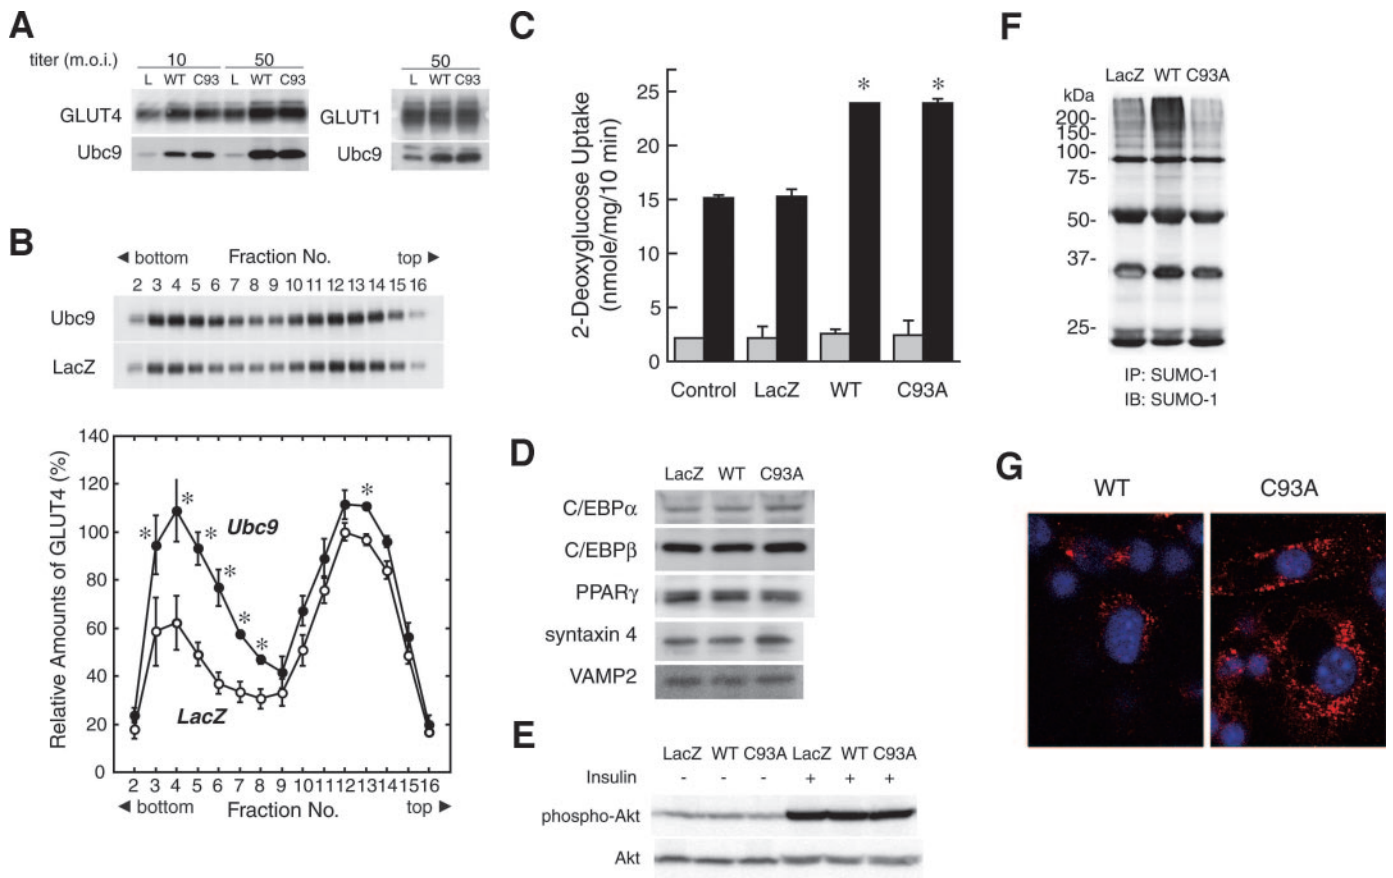 A
titer (m.o.i.)
10
50
L
WT
C93
L
WT
C93
GLUT4
Ubc9
50
L
WT
C93
GLUT1
Ubc9
B
◄ bottom
Fraction No.
top ►
2 3 4 5 6 7 8 9 10 11 12 13 14 15 16
Ubc9
LacZ
Relative Amounts of GLUT4 (%)
140
120
100
80
60
40
20
0
* * * * * * *
Ubc9
LacZ
2 3 4 5 6 7 8 9 10 11 12 13 14 15 16
◄ bottom
Fraction No.
top ►
C
2-Deoxyglucose Uptake
(nmole/mg/10 min)
25
20
15
10
5
0
* *
Control LacZ WT C93A
D
LacZ WT C93A
C/EBPα
C/EBPβ
PPARγ
syntaxin 4
VAMP2
E
LacZ WT C93A LacZ WT C93A
Insulin - - - + + +
phospho-Akt
Akt
F
LacZ WT C93A
kDa
200-
150-
100-
75-
50-
37-
25-
IP: SUMO-1
IB: SUMO-1
G
WT
C93A